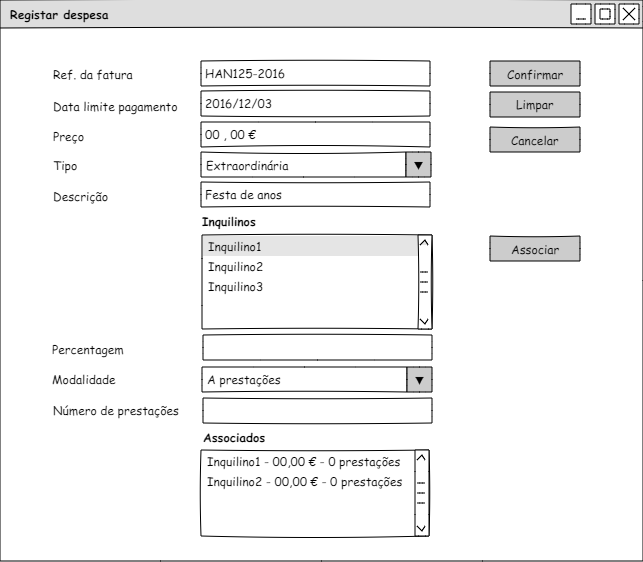 Registar despesa
Ref. da fatura HAN125-2016 Confirmar
Data limite pagamento 2016/12/03 Limpar
Preço 00 , 00 € Cancelar
Tipo Extraordinária
Descrição Festa de anos
Inquilinos
Inquilino1 Associar
Inquilino2
Inquilino3
Percentagem
Modalidade A prestações
Número de prestações
Associados
Inquilino1 - 00,00 € - 0 prestações
Inquilino2 - 00,00 € - 0 prestações